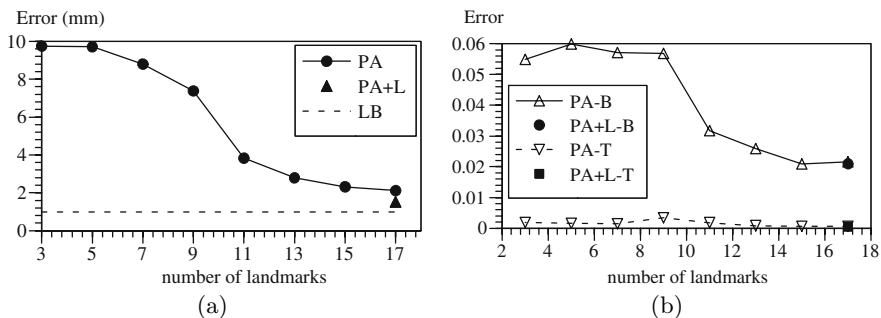 Error (mm)
10
8
6
4
2
0
3 5 7 9 11 13 15 17
number of landmarks
PA
PA+L
LB
(a)
Error
0.06
0.05
0.04
0.03
0.02
0.01
0
2 4 6 8 10 12 14 16 18
number of landmarks
PA-B
PA+L-B
PA-T
PA+L-T
(b)